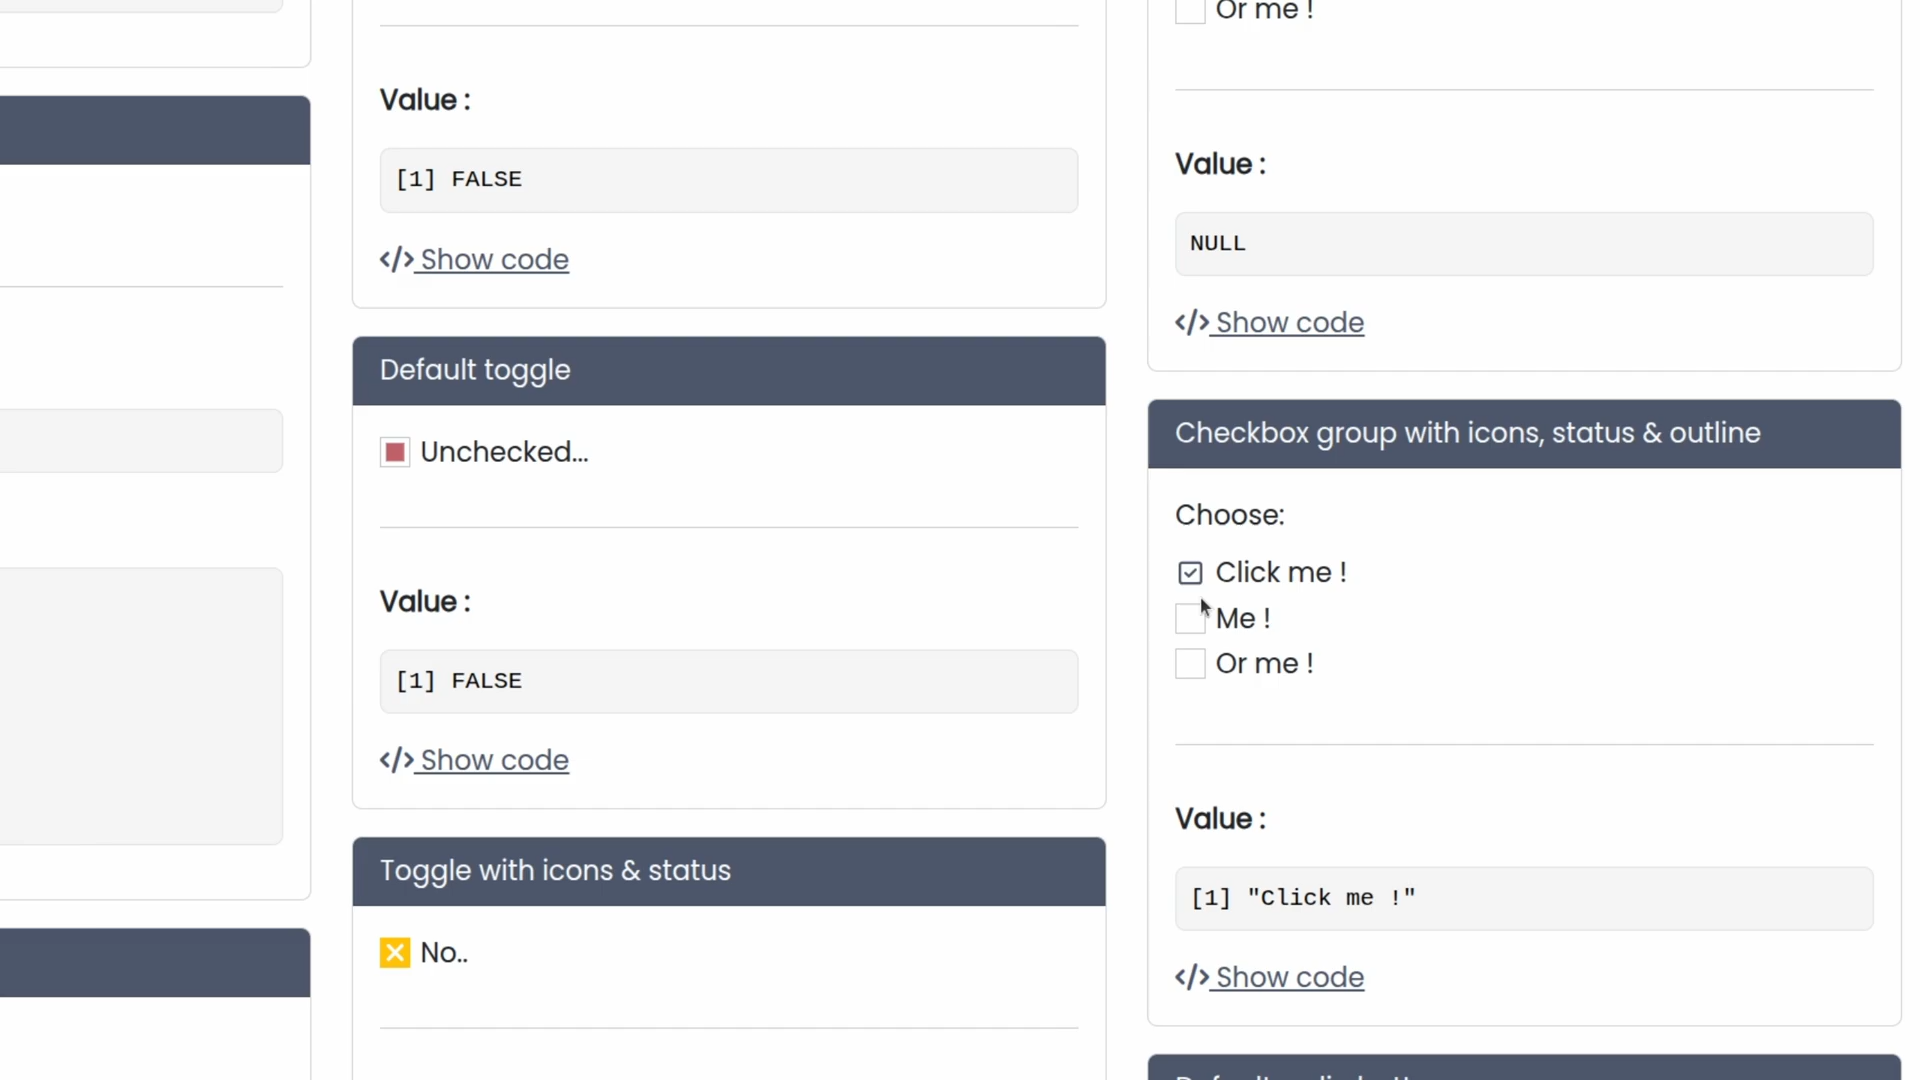 Value :
[1] FALSE
</> Show code
Default toggle
Unchecked...
Value :
[1] FALSE
</> Show code
Toggle with icons & status
No..
Or me !
Value :
NULL
</> Show code
Checkbox group with icons, status & outline
Choose:
Click me !
Me !
Or me !
Value :
[1] "Click me !"
</> Show code